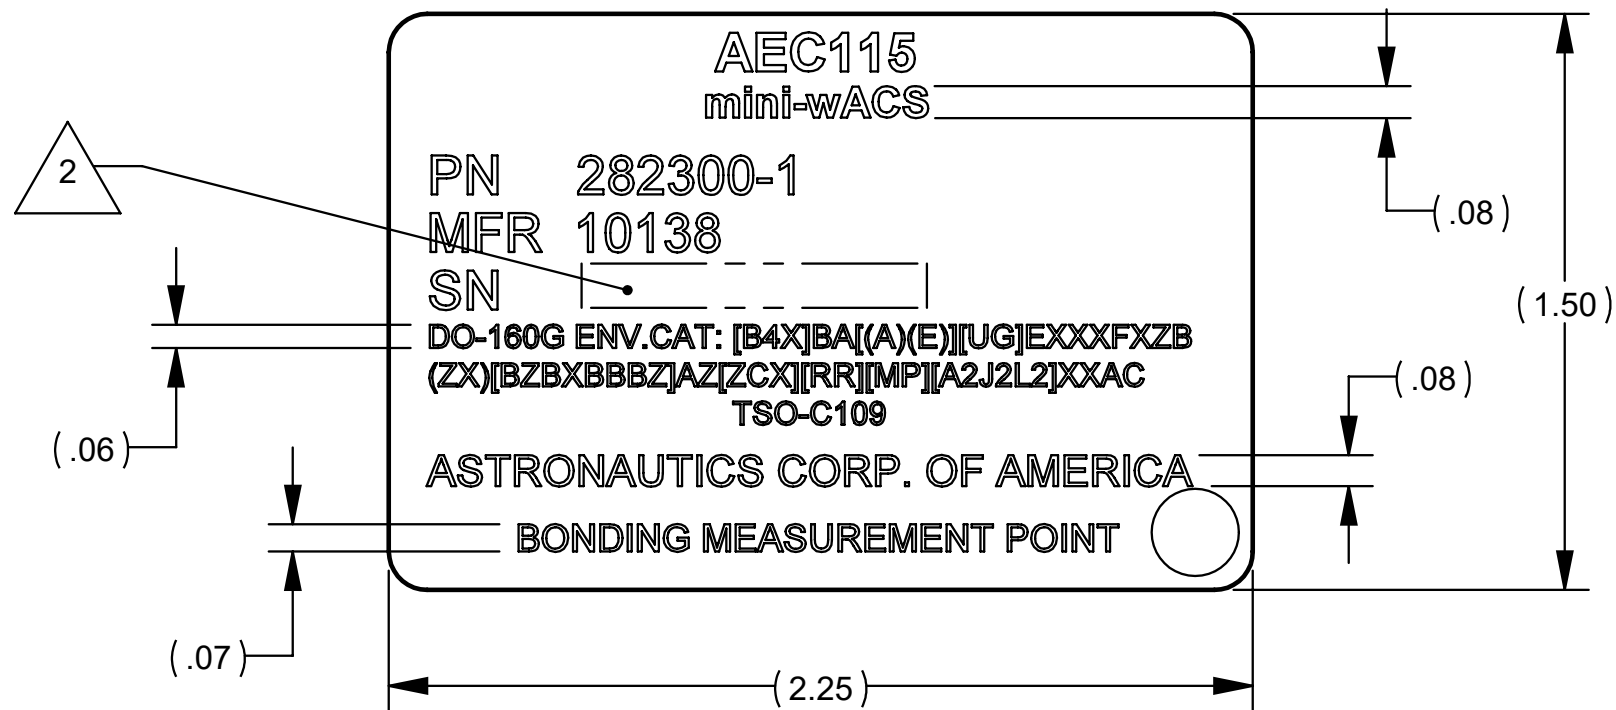 AEC115
mini-wACS
(.08)
2
PN 282300-1
MFR 10138
SN
(1.50)
DO-160G ENV.CAT: [B4X]BA[(A)(E)][UG]EXXXFXZB
(ZX)[BZBXBBBZ]AZ[ZCX][RR][MP][A2J2L2]XXAC
(.08)
TSO-C109
(.06)
ASTRONAUTICS CORP. OF AMERICA
BONDING MEASUREMENT POINT
(.07)
(2.25)